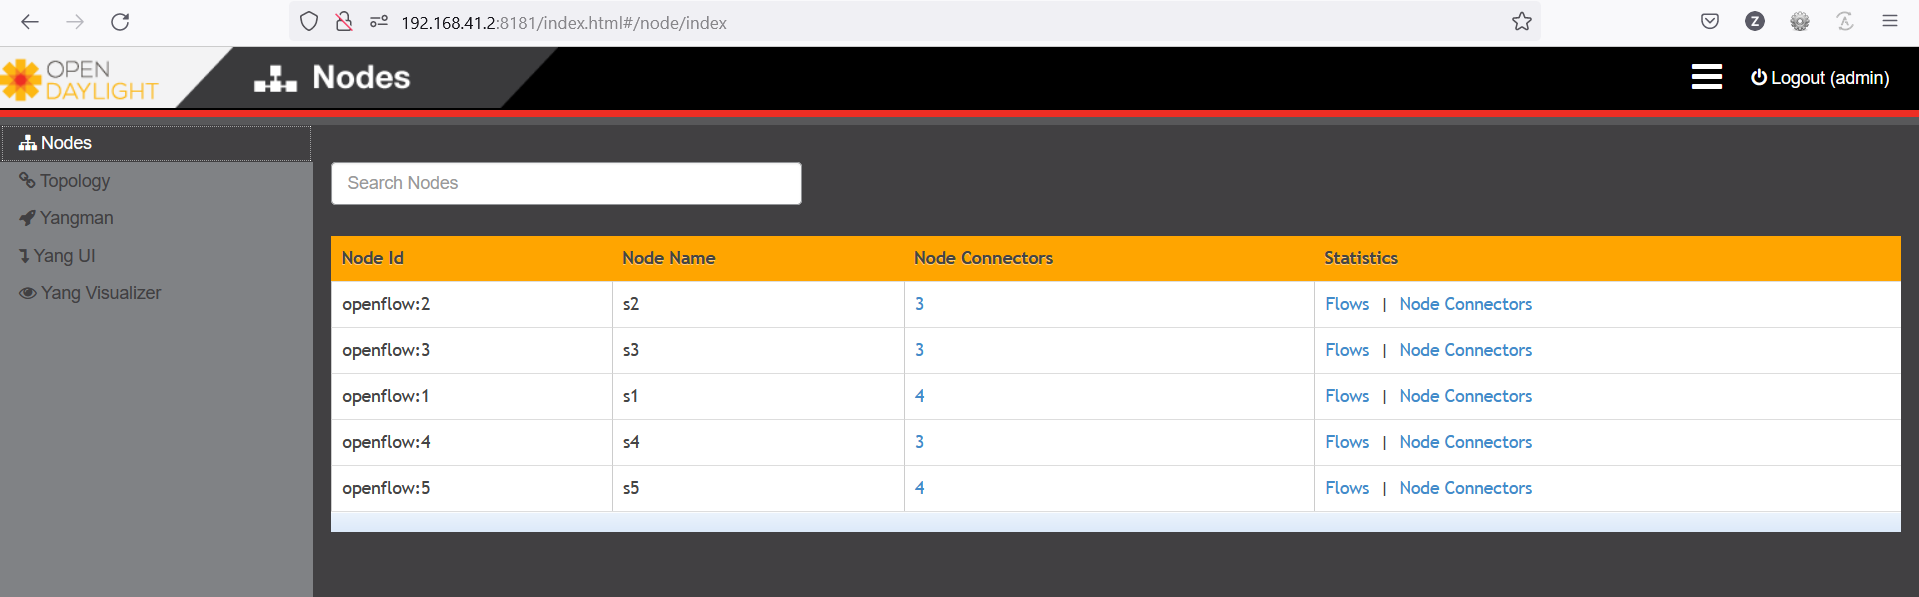 192.168.41.2:8181/index.html#/node/index
Z
A
OPEN
DAYLIGHT
Nodes
Logout (admin)
Nodes
Topology
Yangman
Yang UI
Yang Visualizer
Search Nodes
Node Id Node Name Node Connectors Statistics
openflow:2 s2 3 Flows | Node Connectors
openflow:3 s3 3 Flows | Node Connectors
openflow:1 s1 4 Flows | Node Connectors
openflow:4 s4 3 Flows | Node Connectors
openflow:5 s5 4 Flows | Node Connectors